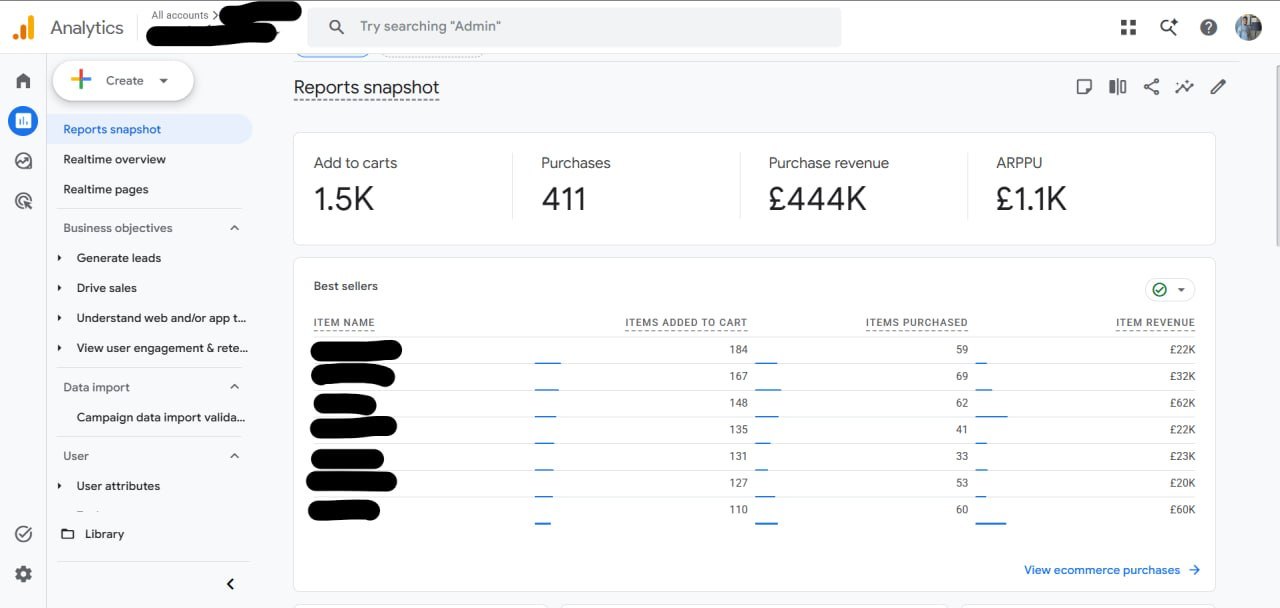 Analytics
All accounts >
Try searching "Admin"
Create
Reports snapshot
Realtime overview
Realtime pages
Business objectives
Generate leads
Drive sales
Understand web and/or app t...
View user engagement & rete...
Data import
Campaign data import valida...
User
User attributes
Library
Reports snapshot
Add to carts
1.5K
Purchases
411
Purchase revenue
£444K
ARPPU
£1.1K
Best sellers
ITEM NAME ITEMS ADDED TO CART ITEMS PURCHASED ITEM REVENUE
184 59 £22K
167 69 £32K
148 62 £62K
135 41 £22K
131 33 £23K
127 53 £20K
110 60 £60K
View ecommerce purchases